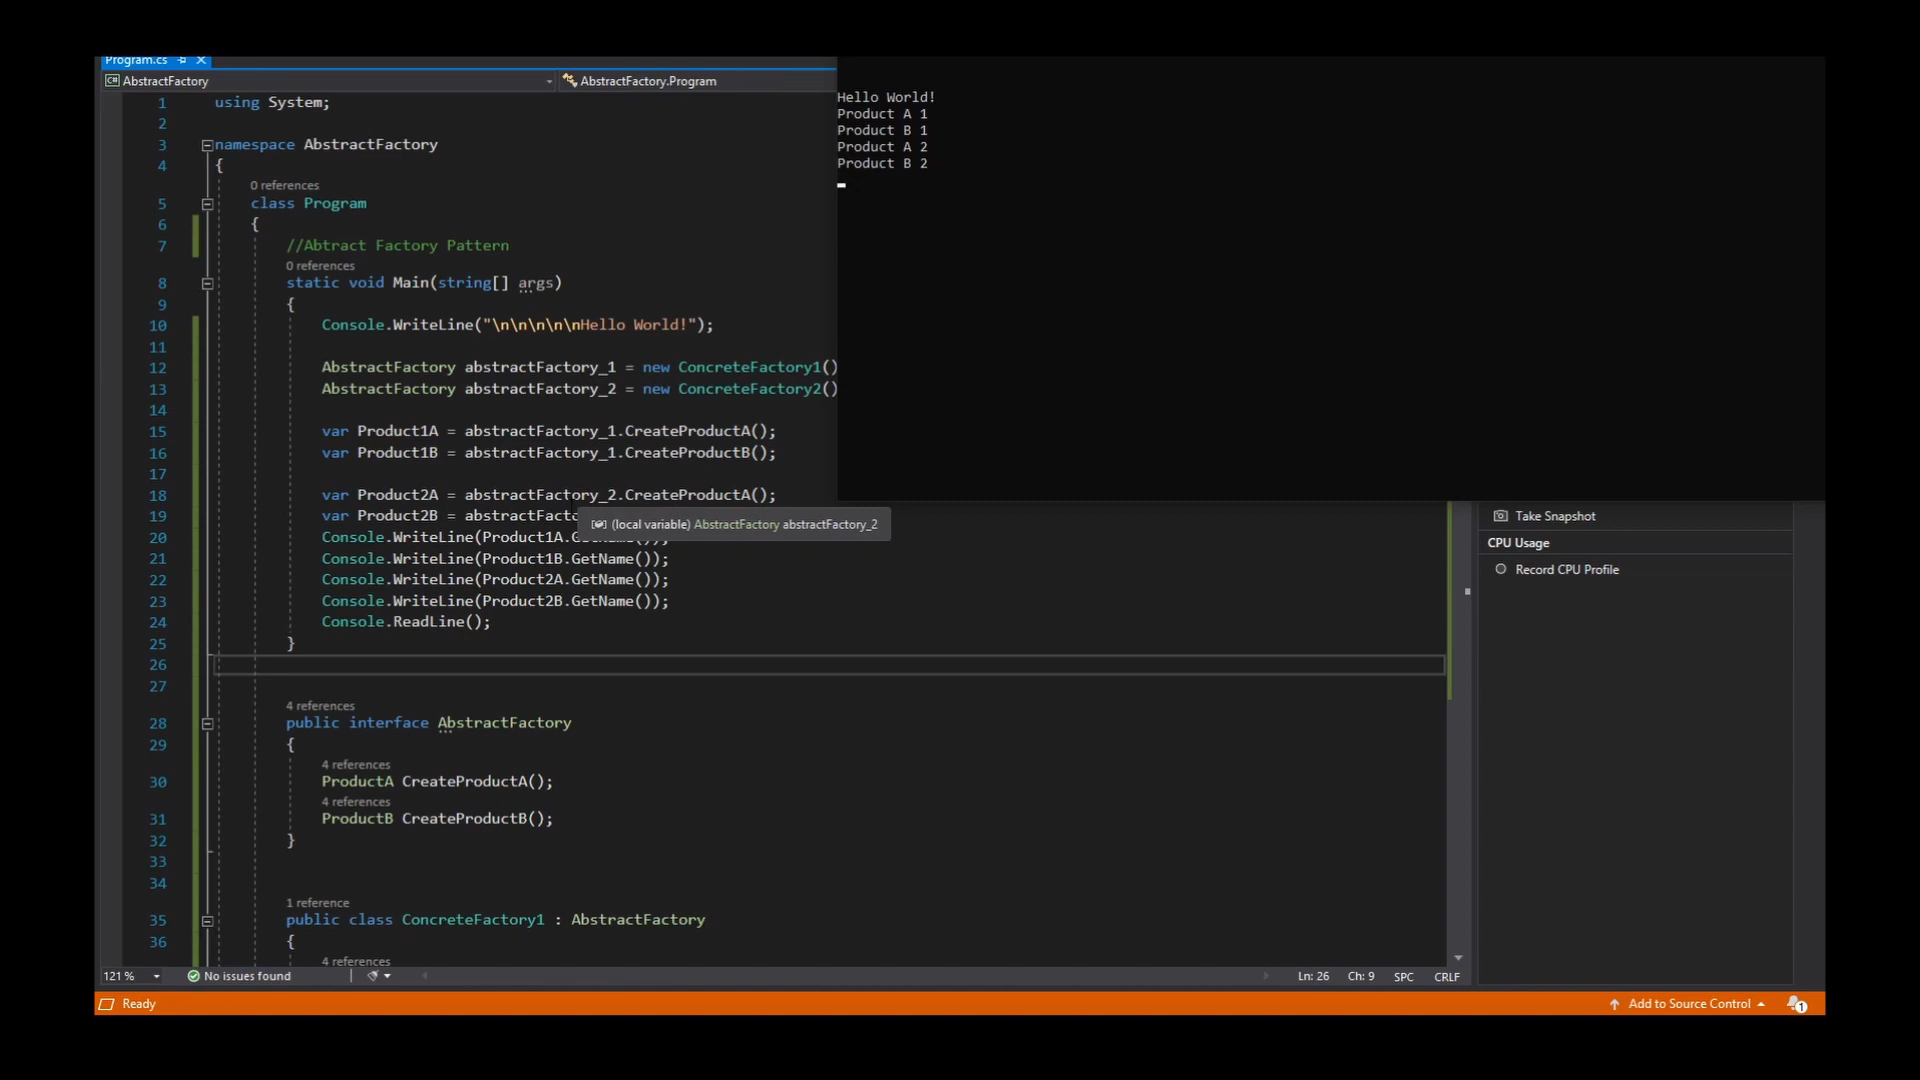 Program.cs
AbstractFactory
AbstractFactory.Program
1 using System;
2
3 namespace AbstractFactory
4 {
0 references
5 class Program
6 {
7 //Abtract Factory Pattern
0 references
8 static void Main(string[] args)
9 {
10 Console.WriteLine("\n\n\n\n\nHello World!");
11
12 AbstractFactory abstractFactory_1 = new ConcreteFactory1()
13 AbstractFactory abstractFactory_2 = new ConcreteFactory2()
14
15 var Product1A = abstractFactory_1.CreateProductA();
16 var Product1B = abstractFactory_1.CreateProductB();
17
18 var Product2A = abstractFactory_2.CreateProductA();
19 var Product2B = abstractFacto
(local variable) AbstractFactory abstractFactory_2
20 Console.WriteLine(Product1A.GetName());
21 Console.WriteLine(Product1B.GetName());
22 Console.WriteLine(Product2A.GetName());
23 Console.WriteLine(Product2B.GetName());
24 Console.ReadLine();
25 }
26
27
4 references
28 public interface AbstractFactory
29 {
4 references
30 ProductA CreateProductA();
4 references
31 ProductB CreateProductB();
32 }
33
34
1 reference
35 public class ConcreteFactory1 : AbstractFactory
36 {
4 references
Hello World!
Product A 1
Product B 1
Product A 2
Product B 2
Take Snapshot
CPU Usage
Record CPU Profile
121 %
No issues found
Ln: 26 Ch: 9 SPC CRLF
Ready
Add to Source Control
1